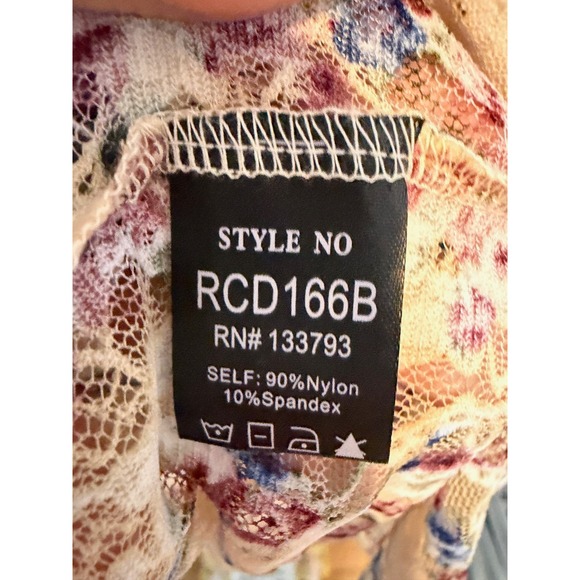 STYLE NO
RCD166B
RN# 133793
SELF: 90%Nylon
10%Spandex